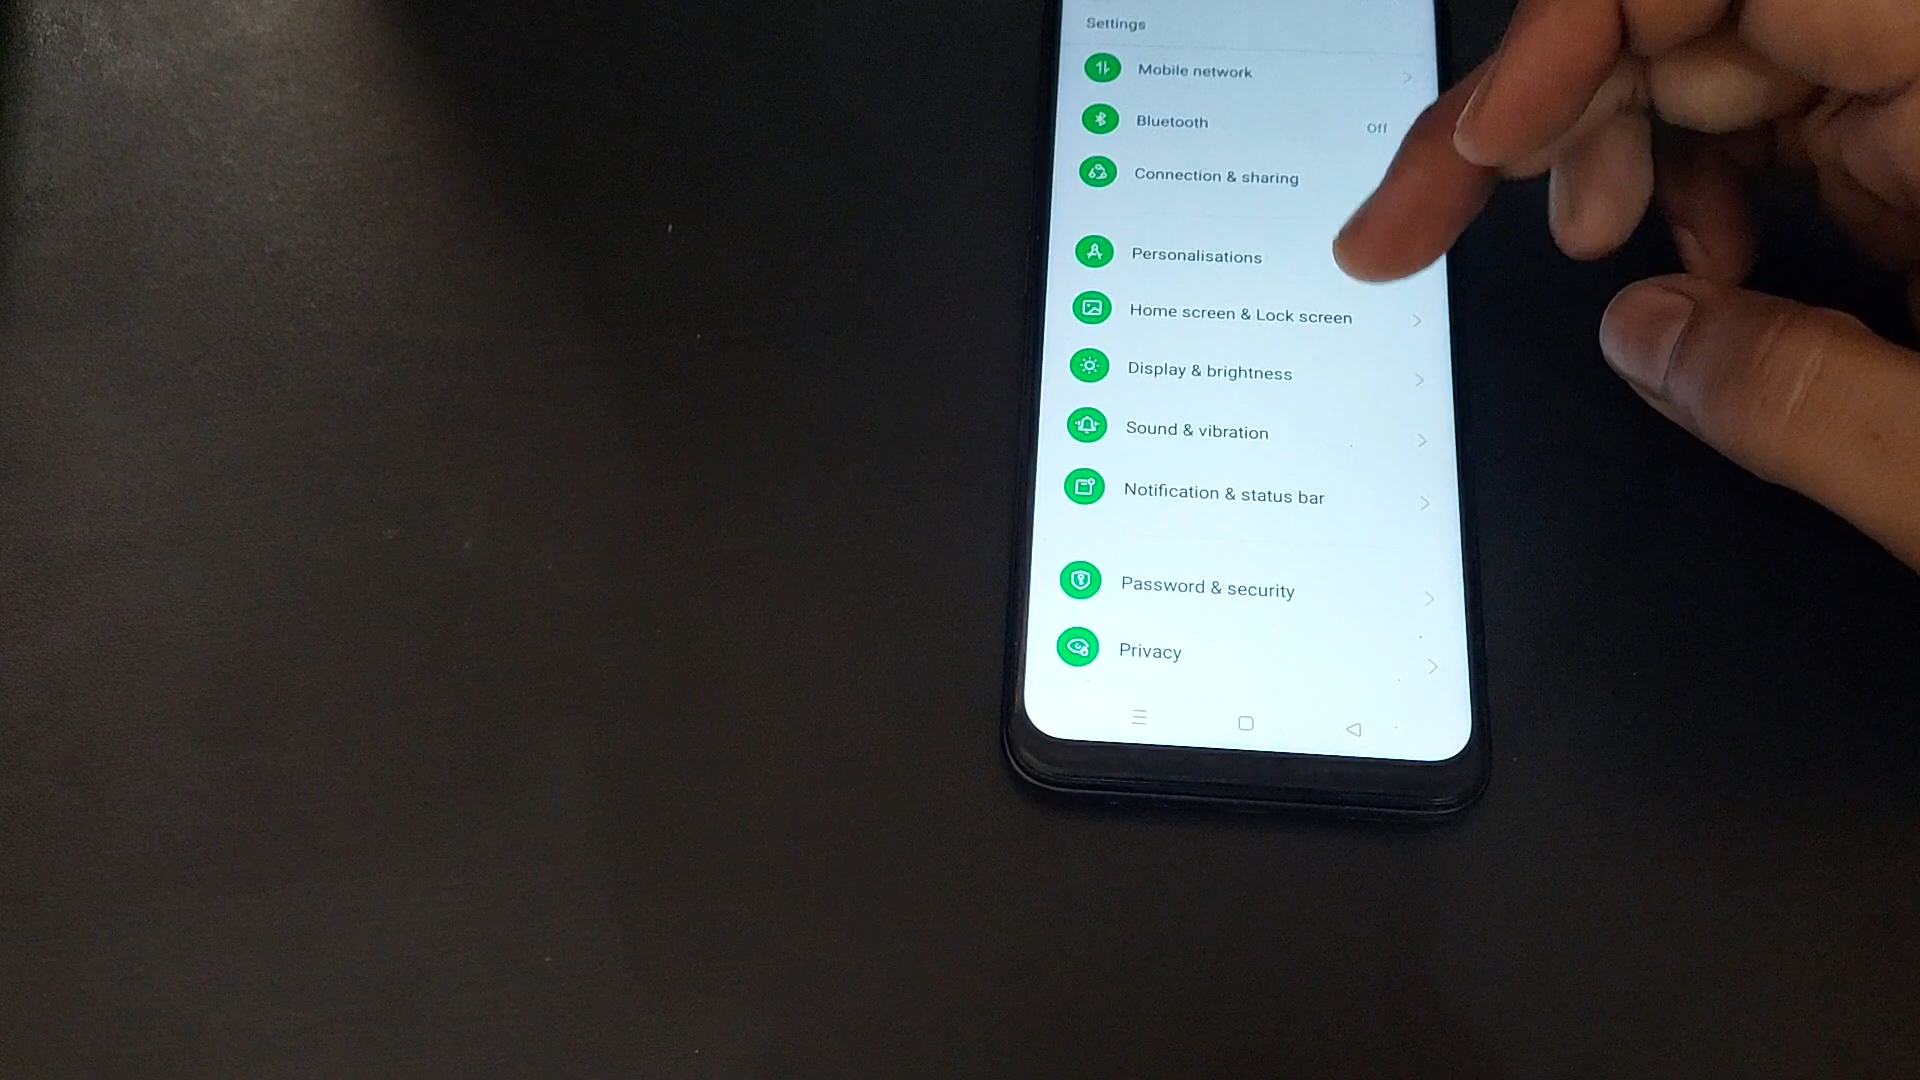 Settings
Mobile network
Bluetooth Off
Connection & sharing
Personalisations
Home screen & Lock screen
Display & brightness
Sound & vibration
Notification & status bar
Password & security
Privacy